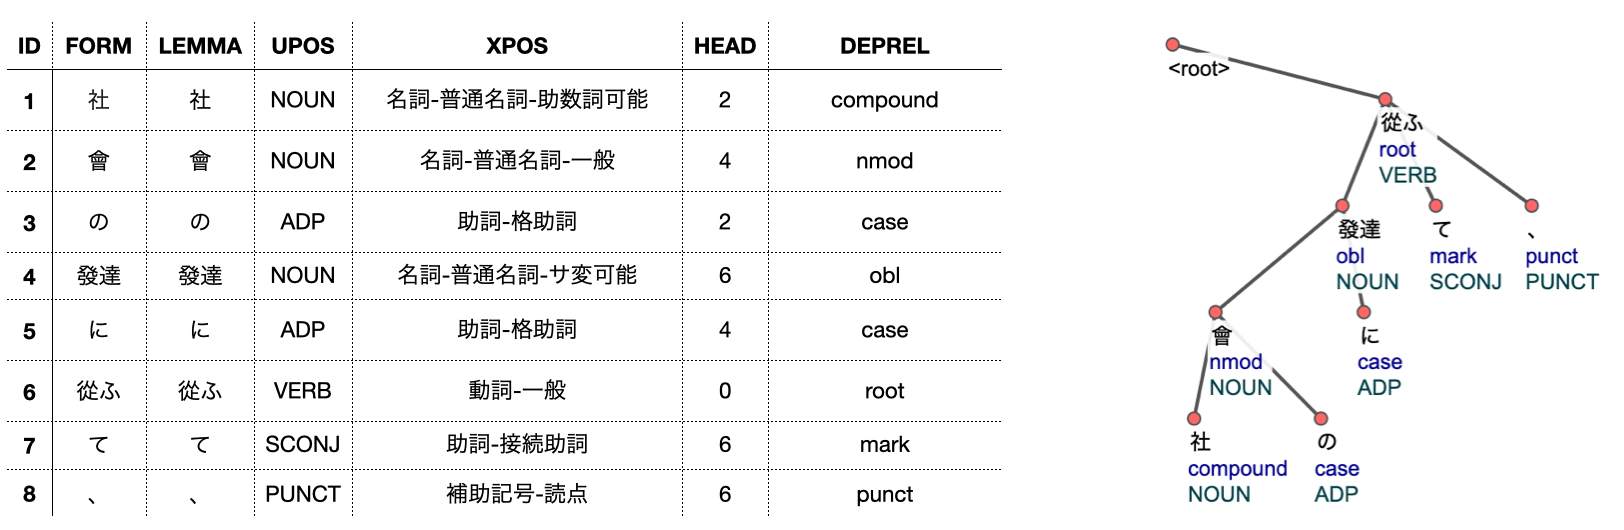 ID FORM LEMMA UPOS XPOS HEAD DEPREL
1 社 社 NOUN 名詞-普通名詞-助数詞可能 2 compound
2 會 會 NOUN 名詞-普通名詞-一般 4 nmod
3 の の ADP 助詞-格助詞 2 case
4 發達 發達 NOUN 名詞-普通名詞-サ変可能 6 obl
5 に に ADP 助詞-格助詞 4 case
6 從ふ 從ふ VERB 動詞-一般 0 root
7 て て SCONJ 助詞-接続助詞 6 mark
8 、 、 PUNCT 補助記号-読点 6 punct
<root>
從ふ
root
VERB
發達 て 、
obl mark punct
NOUN SCONJ PUNCT
會 に
nmod case
NOUN ADP
社 の
compound case
NOUN ADP